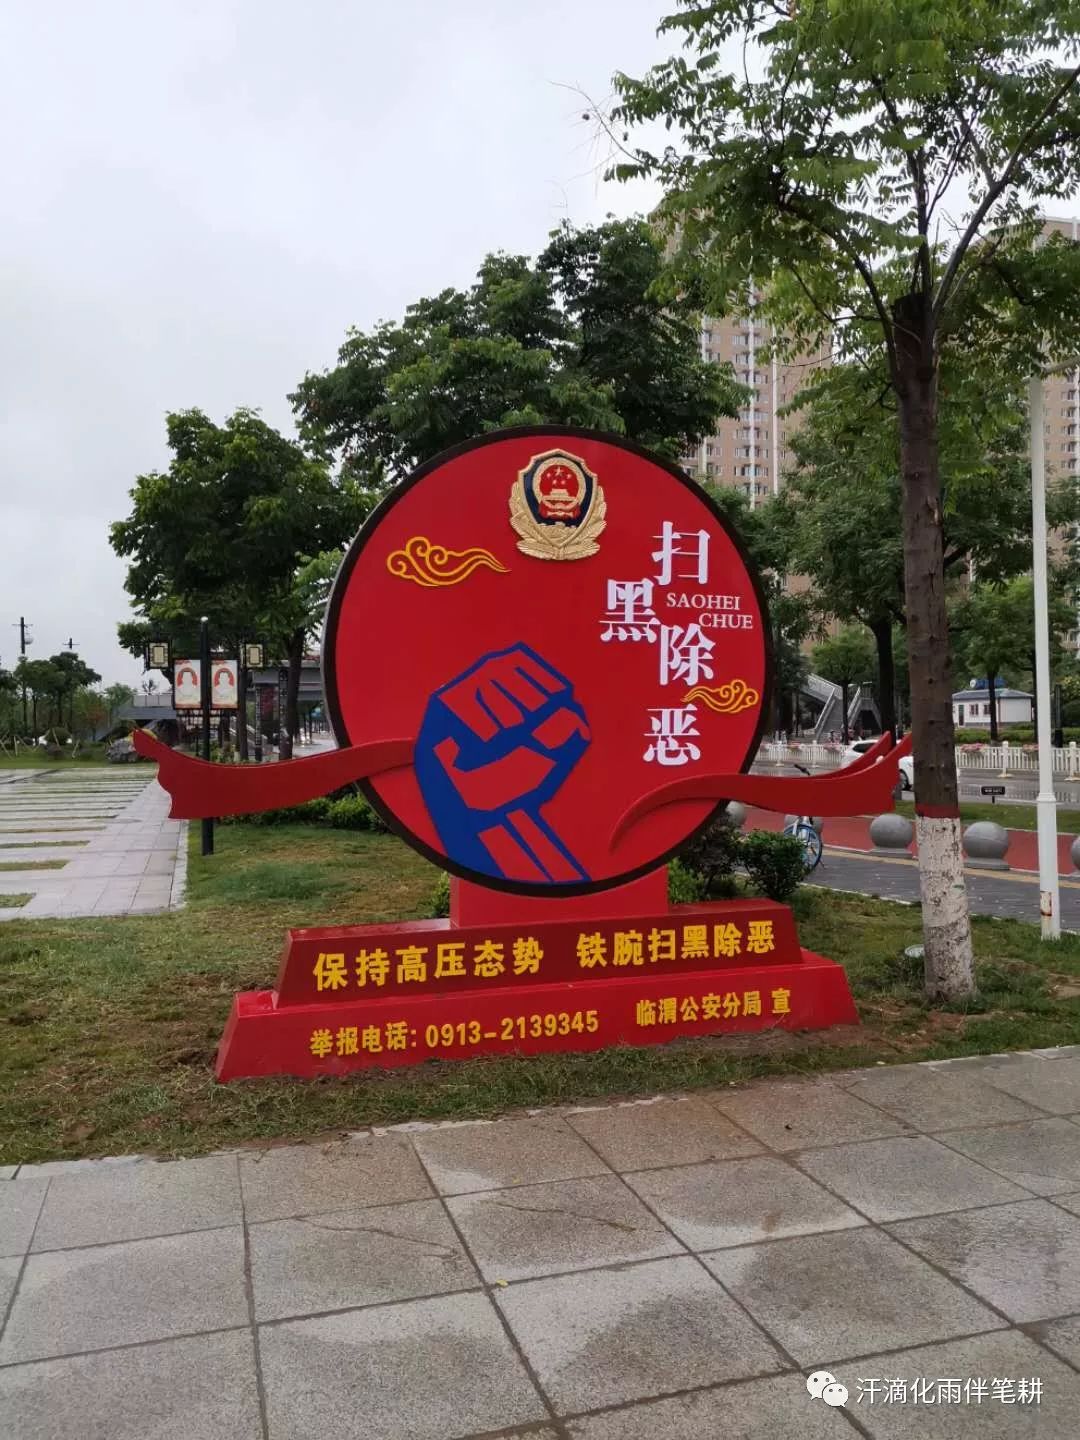 扫黑除恶
SAOHEI
CHUE
保持高压态势 铁腕扫黑除恶
举报电话: 0913-2139345 临渭公安分局 宣
汗滴化雨伴笔耕